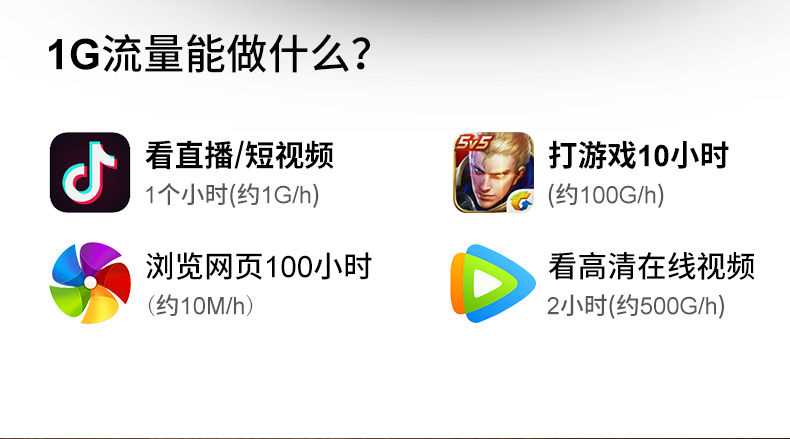 1G流量能做什么？
看直播/短视频
1个小时(约1G/h)
5v5
打游戏10小时
(约100G/h)
浏览网页100小时
（约10M/h）
看高清在线视频
2小时(约500G/h)